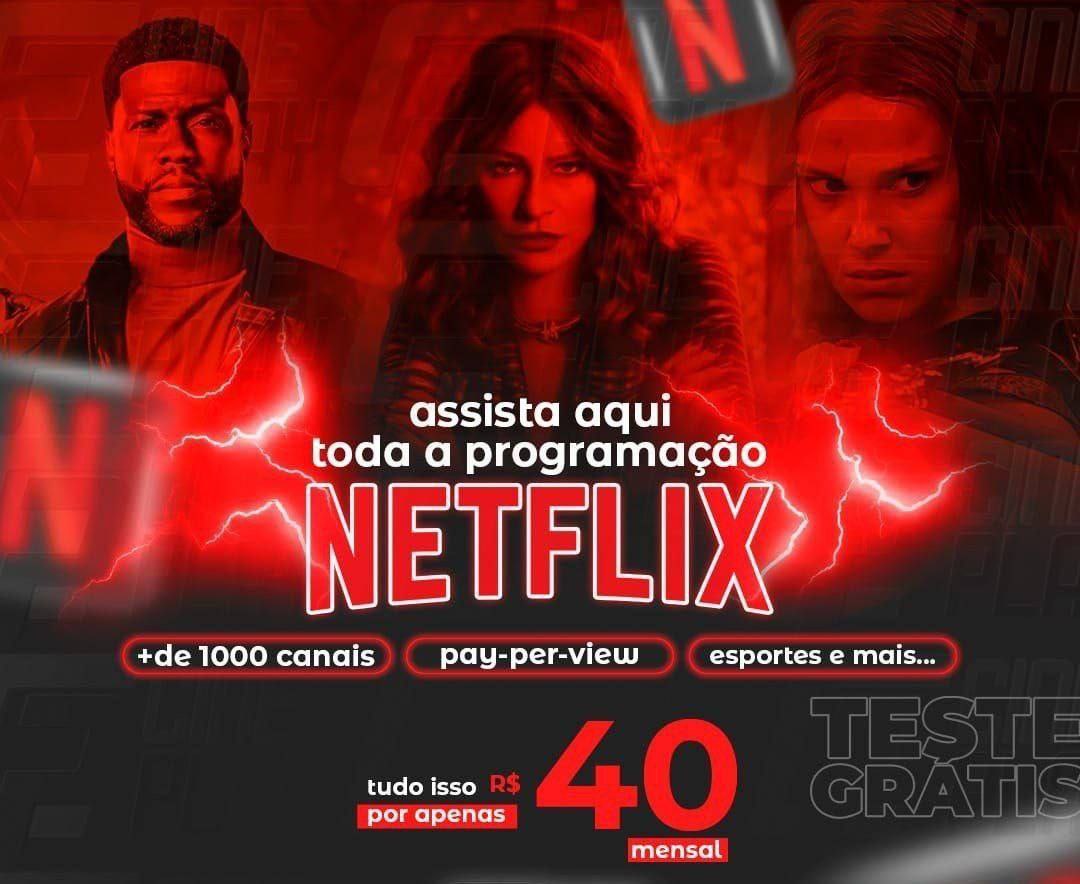 N
assista aqui
toda a programação
N
NETFLIX
+de 1000 canais
pay-per-view
esportes e mais...
TESTE
GRÁTIS
tudo isso R$ 40
por apenas
mensal
CINE